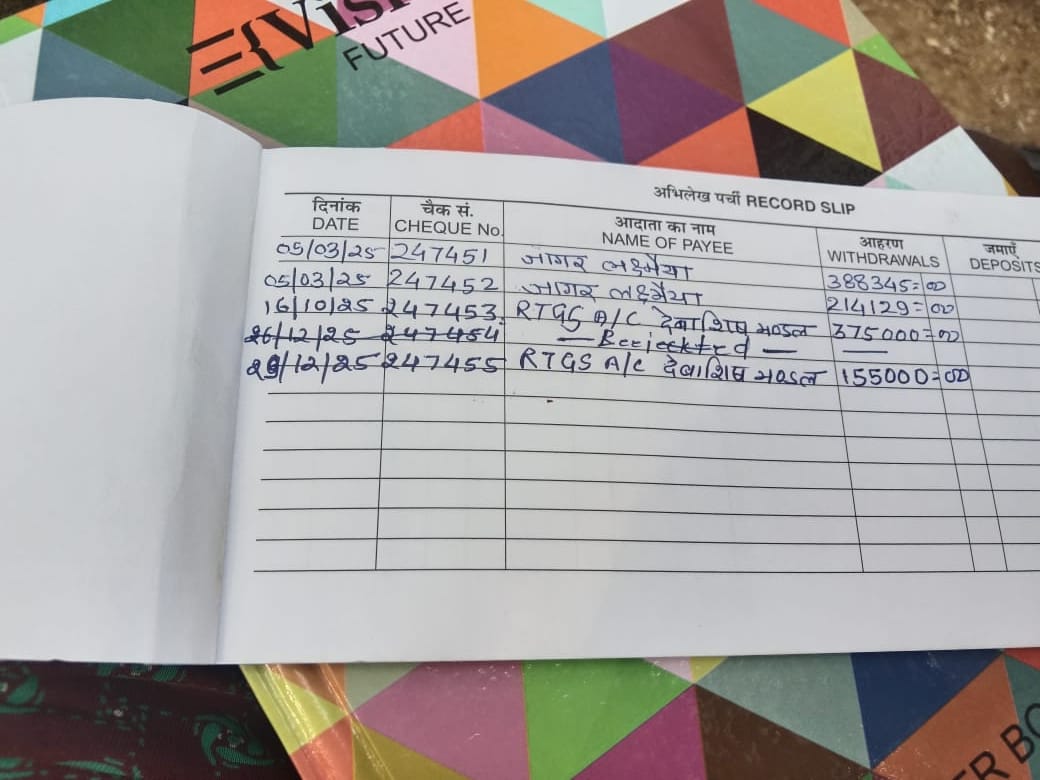 Ξ{Vis
FUTURE
अभिलेख पर्ची RECORD SLIP
दिनांक
DATE
चैक सं.
CHEQUE No.
आदाता का नाम
NAME OF PAYEE
आहरण
WITHDRAWALS
जमाएँ
DEPOSITS
05/03/25 247451 जागर लक्ष्मैया 388345=00
05/03/25 247452 जागर लक्ष्मैया 214129=00
16/10/25 247453 RTGS A/C देबाशिष मण्डल 375000=00
26/12/25 247454 —
29/12/25 247455 RTGS A/C देबाशिष मण्डल 155000=00
R BO